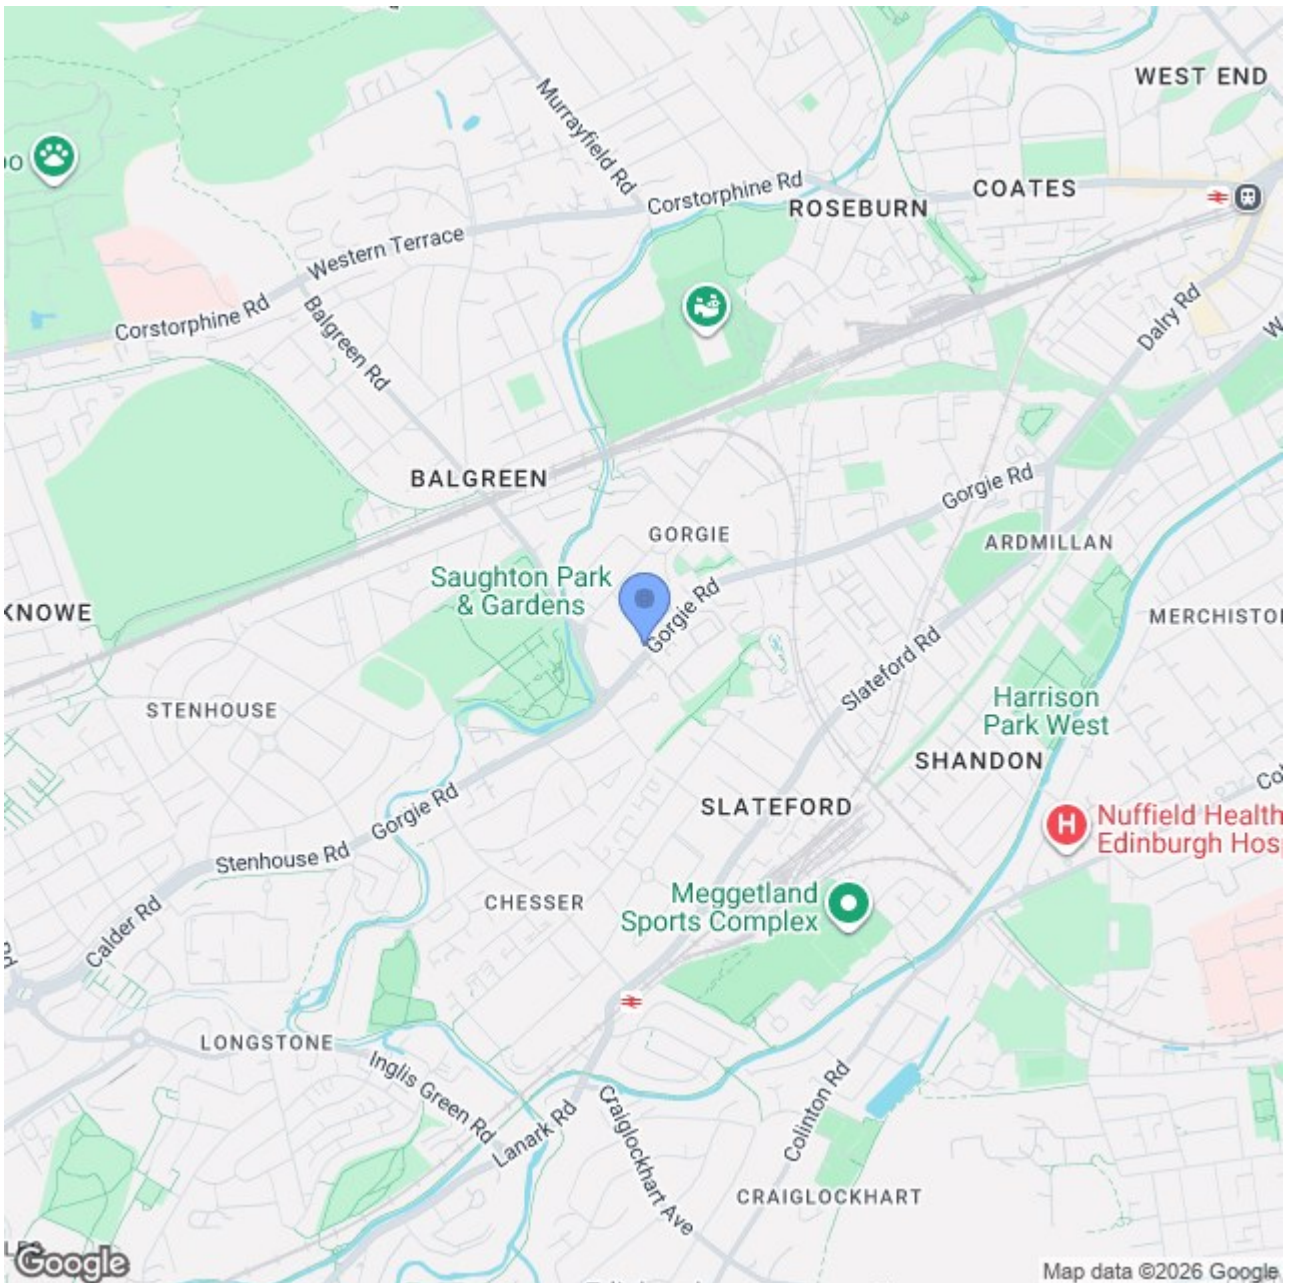 WEST END
Murrayfield Rd
COATES
Corstorphine Rd
ROSEBURN
Western Terrace
Corstorphine Rd
Balgreen Rd
Dalry Rd
BALGREEN
Gorgie Rd
GORGIE
ARDMILLAN
Saughton Park
& Gardens
KNOWE
Gorgie Rd
MERCHISTO
Slateford Rd
STENHOUSE
Harrison
Park West
SHANDON
SLATEFORD
Gorgie Rd
Nuffield Health
Edinburgh Hos
H
Stenhouse Rd
CHESSER
Meggetland
Sports Complex
Calder Rd
LONGSTONE
Inglis Green Rd
Lanark Rd
Craiglockhart Ave
Colinton Rd
CRAIGLOCKHART
Google
Map data ©2026 Google